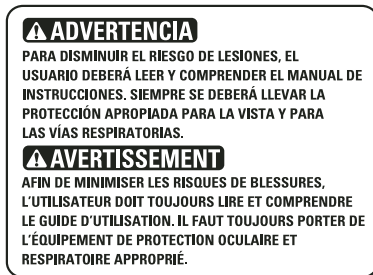 ADVERTENCIA
PARA DISMINUIR EL RIESGO DE LESIONES, EL
USUARIO DEBERÁ LEER Y COMPRENDER EL MANUAL DE
INSTRUCCIONES. SIEMPRE SE DEBERÁ LLEVAR LA
PROTECCIÓN APROPIADA PARA LA VISTA Y PARA
LAS VÍAS RESPIRATORIAS.
AVERTISSEMENT
AFIN DE MINIMISER LES RISQUES DE BLESSURES,
L'UTILISATEUR DOIT TOUJOURS LIRE ET COMPRENDRE
LE GUIDE D'UTILISATION. IL FAUT TOUJOURS PORTER DE
L'ÉQUIPEMENT DE PROTECTION OCULAIRE ET
RESPIRATOIRE APPROPRIÉ.